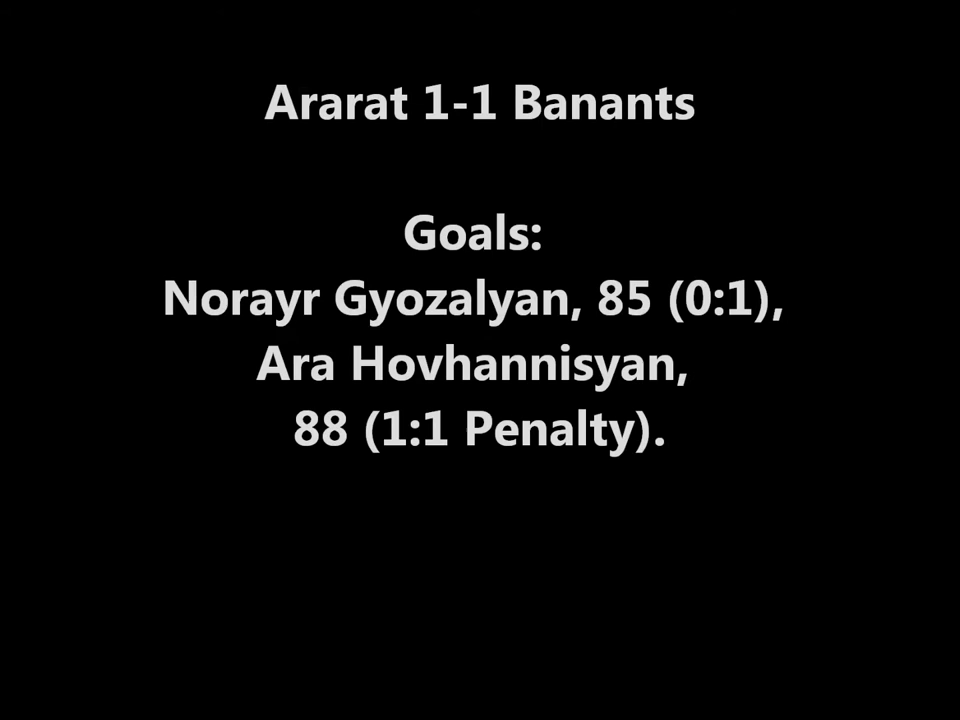 Ararat 1-1 Banants
Goals:
Norayr Gyozalyan, 85 (0:1),
Ara Hovhannisyan,
88 (1:1 Penalty).